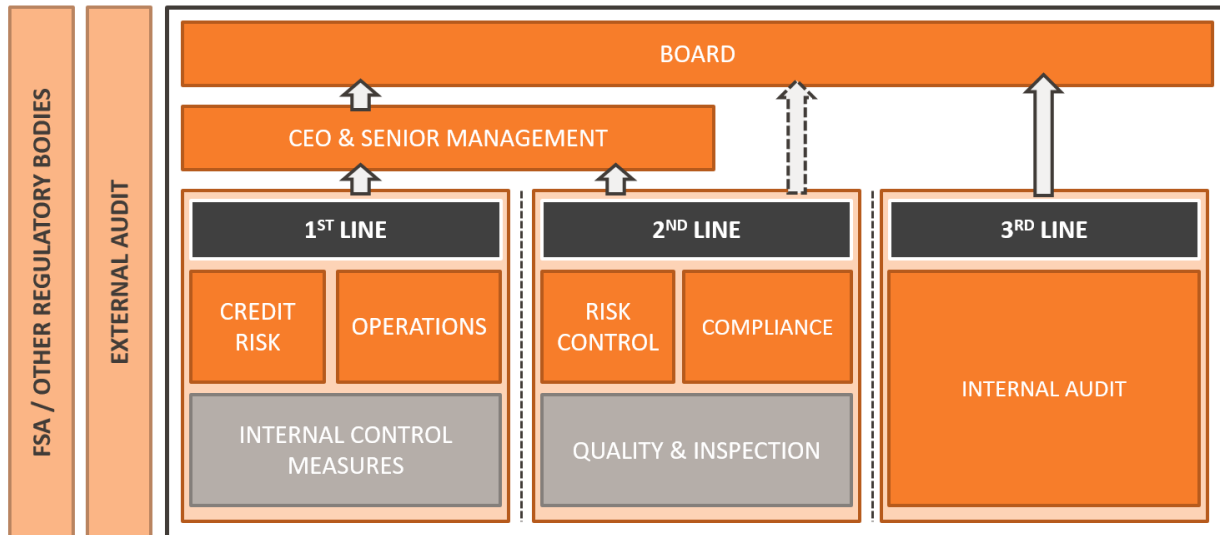 FSA / OTHER REGULATORY BODIES
EXTERNAL AUDIT
BOARD
CEO & SENIOR MANAGEMENT
1ST LINE
CREDIT
RISK
OPERATIONS
INTERNAL CONTROL
MEASURES
2ND LINE
RISK
CONTROL
COMPLIANCE
QUALITY & INSPECTION
3RD LINE
INTERNAL AUDIT